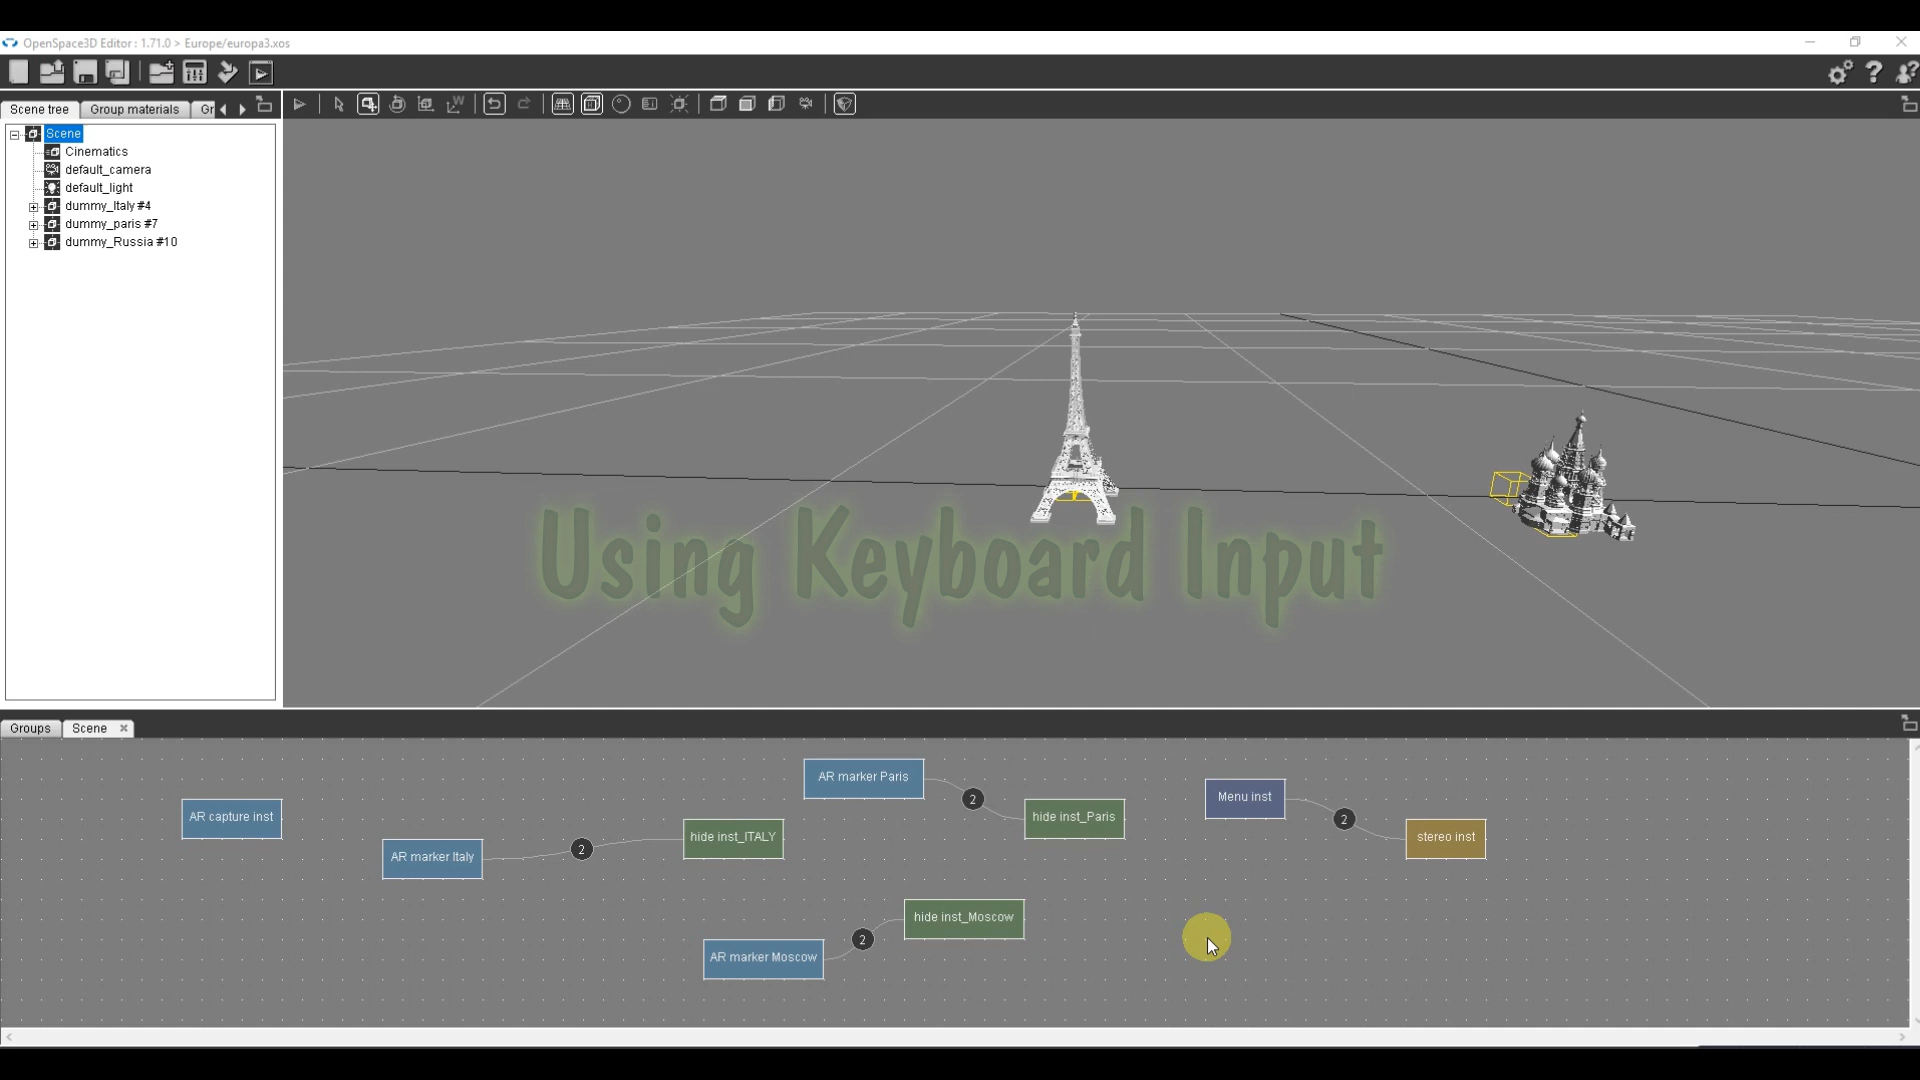 OpenSpace3D Editor : 1.71.0 > Europe/europa3.xos
Scene tree
Group materials
Gr
Scene
Cinematics
default_camera
default_light
dummy_Italy #4
dummy_paris #7
dummy_Russia #10
Using Keyboard Input
Groups
Scene
AR marker Paris
2
hide inst_Paris
Menu inst
2
stereo inst
AR capture inst
AR marker Italy
2
hide inst_ITALY
hide inst_Moscow
2
AR marker Moscow